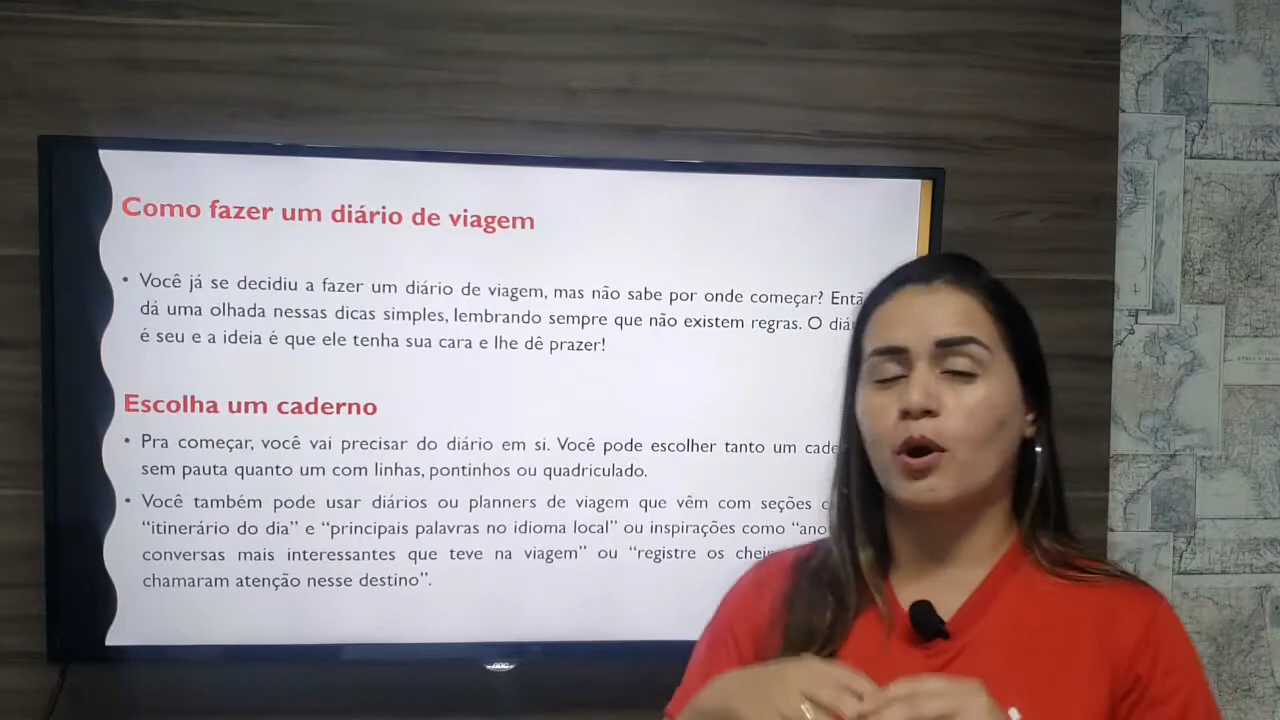 Como fazer um diário de viagem
• Você já se decidiu a fazer um diário de viagem, mas não sabe por onde começar?
dá uma olhada nessas dicas simples, lembrando sempre que não existem regras. O
é seu e a ideia é que ele tenha sua cara e lhe dê prazer!
Escolha um caderno
• Pra começar, você vai precisar do diário em si. Você pode escolher tanto um
sem pauta quanto um com linhas, pontinhos ou quadriculado.
• Você também pode usar diários ou planners de viagem que vêm com seções
“itinerário do dia” e “principais palavras no idioma local” ou inspirações como
conversas mais interessantes que teve na viagem” ou “registre os
chamaram atenção nesse destino”.
AOC